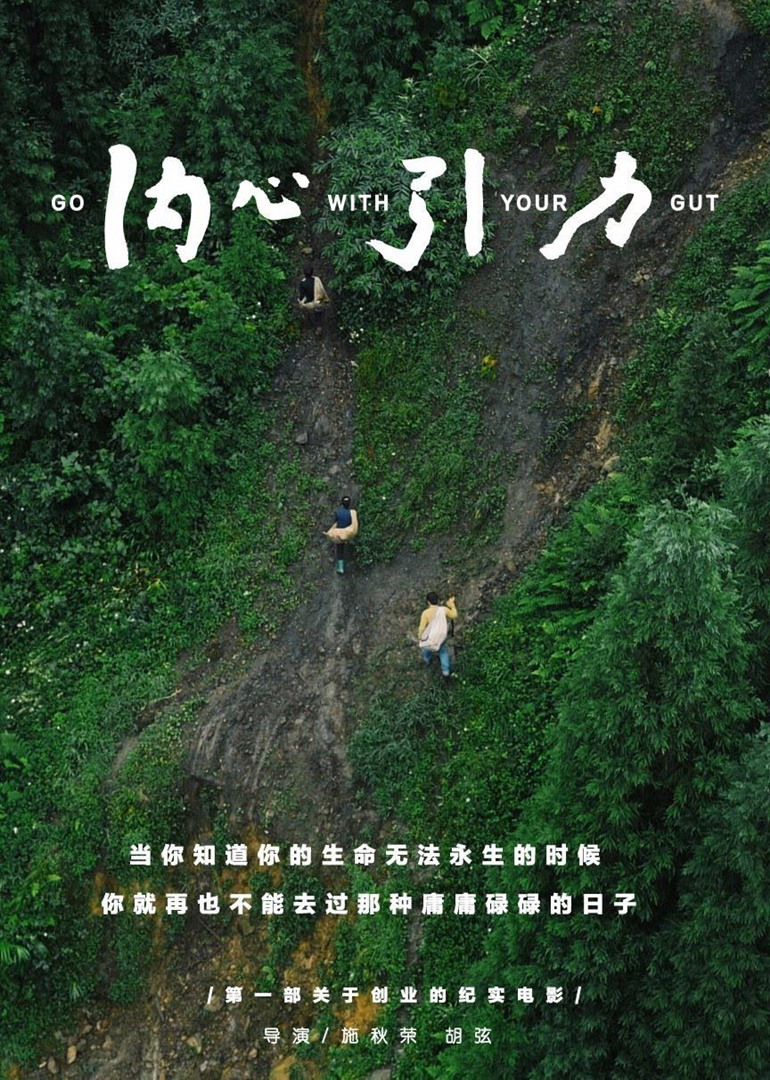 GO 内心 WITH 引 YOUR 力 GUT
当你知道你的生命无法永生的时候
你就再也不能去过那种庸庸碌碌的日子
/第一部关于创业的纪实电影/
导演/施秋荣 胡弦